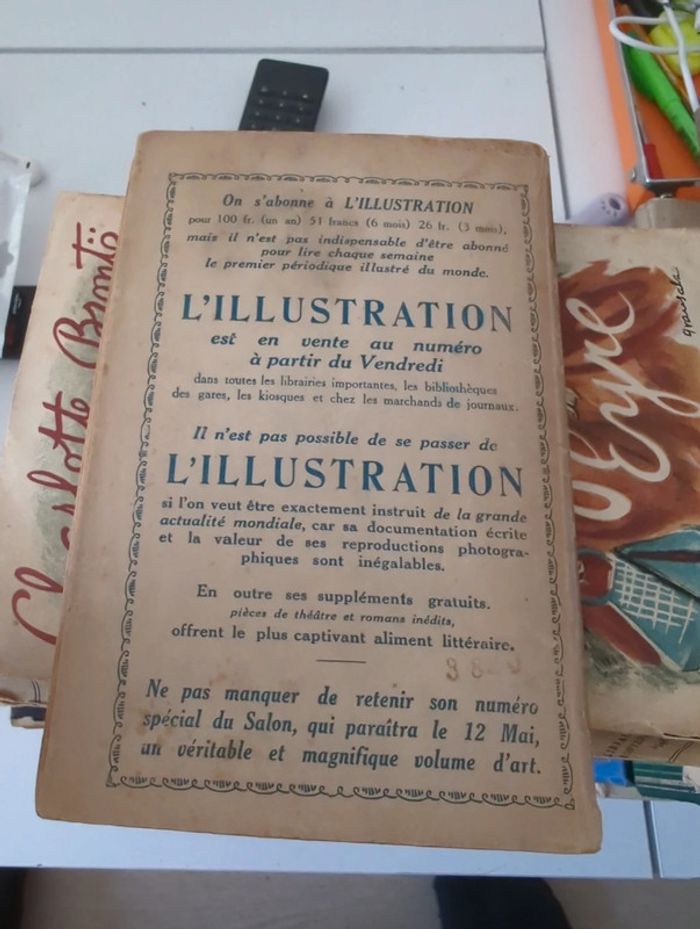 On s'abonne à L'ILLUSTRATION
pour 100 fr. (un an) 51 francs (6 mois) 26 fr. (3 mois),
mais il n'est pas indispensable d'être abonné
pour lire chaque semaine
le premier périodique illustré du monde.
L'ILLUSTRATION
est en vente au numéro
à partir du Vendredi
dans toutes les librairies importantes, les bibliothèques
des gares, les kiosques et chez les marchands de journaux.
Il n'est pas possible de se passer de
L'ILLUSTRATION
si l'on veut être exactement instruit de la grande
actualité mondiale, car sa documentation écrite
et la valeur de ses reproductions photogra-
phiques sont inégalables.
En outre ses suppléments gratuits.
pièces de théâtre et romans inédits,
offrent le plus captivant aliment littéraire.
Ne pas manquer de retenir son numéro
spécial du Salon, qui paraîtra le 12 Mai,
un véritable et magnifique volume d'art.
Charlotte Brontë
Eyre